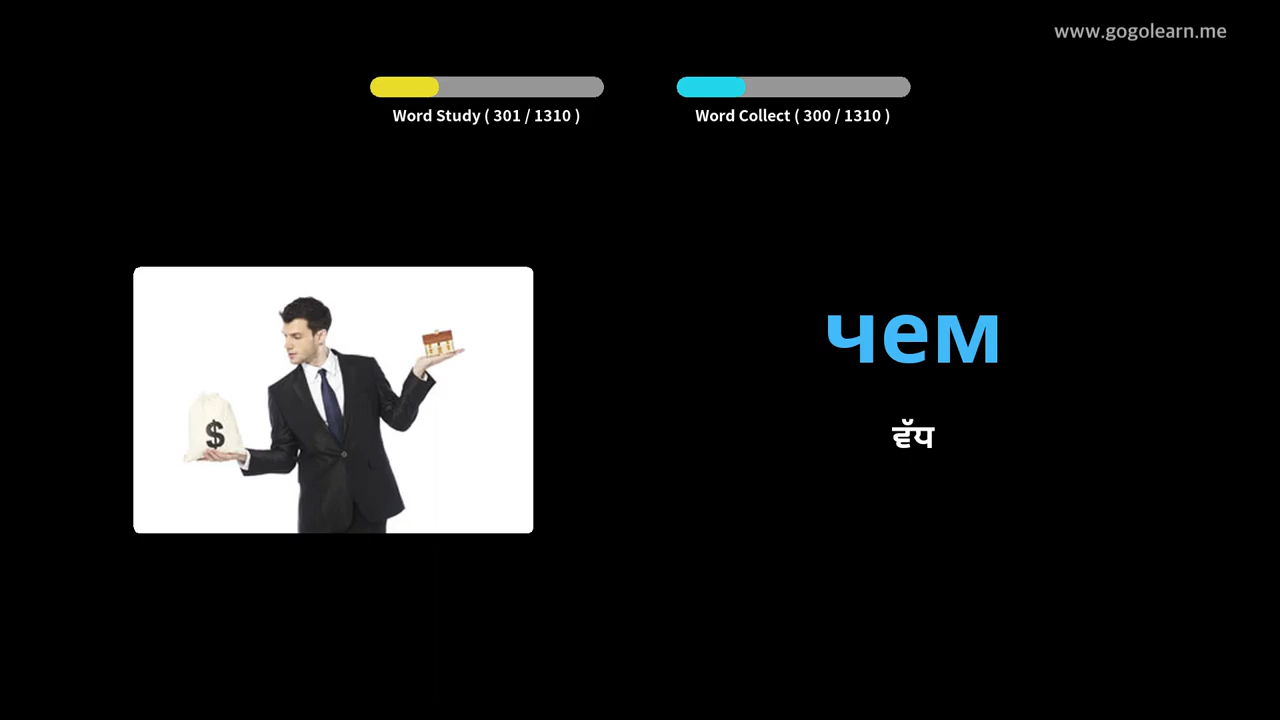 www.gogolearn.me
Word Study ( 301 / 1310 )
Word Collect ( 300 / 1310 )
$
чем
ਵੱਧ